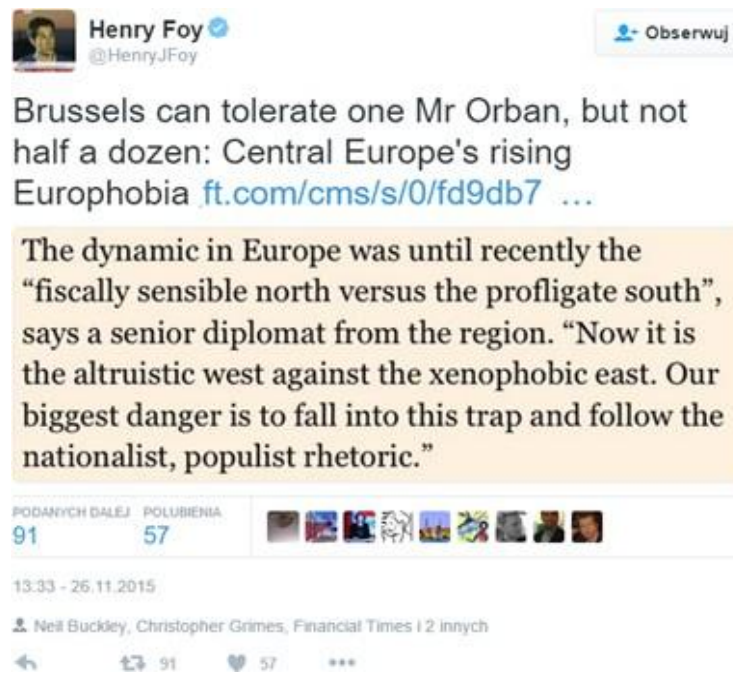 Henry Foy
@HenryJFoy
Obserwuj
Brussels can tolerate one Mr Orban, but not
half a dozen: Central Europe's rising
Europhobia ft.com/cms/s/0/fd9db7 ...
The dynamic in Europe was until recently the
“fiscally sensible north versus the profligate south”,
says a senior diplomat from the region. “Now it is
the altruistic west against the xenophobic east. Our
biggest danger is to fall into this trap and follow the
nationalist, populist rhetoric.”
PODANYCH DALEJ POLUBIENIA
91 57
13:33 - 26.11.2015
Neil Buckley, Christopher Grimes, Financial Times i 2 innych
91 57